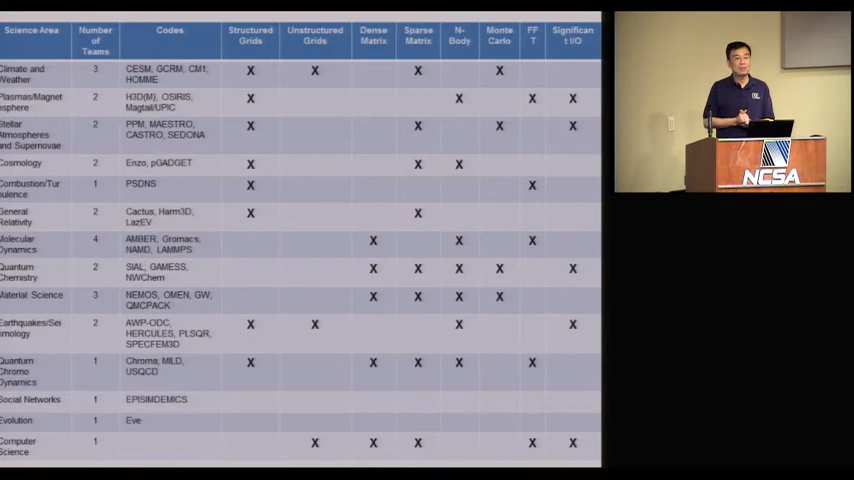 Science Area Number of Teams Codes Structured Grids Unstructured Grids Dense Matrix Sparse Matrix N-Body Monte Carlo FFT Significant I/O
Climate and Weather 3 CESM, GCRM, CM1, HOMME X X X X
Plasmas/Magnet osphere 2 H3D(M), OSIRIS, Magtail/UPIC X X X X
Stellar Atmospheres and Supernovae 2 PPM, MAESTRO, CASTRO, SEDONA X X X X
Cosmology 2 Enzo, pGADGET X X X
Combustion/Tur bulence 1 PSDNS X X
General Relativity 2 Cactus, Harm3D, LazEV X X
Molecular Dynamics 4 AMBER, Gromacs, NAMD, LAMMPS X X X
Quantum Chemistry 2 SIAL, GAMESS, NWChem X X X X X
Material Science 3 NEMOS, OMEN, GW, QMCPACK X X X X
Earthquakes/Sei smology 2 AWP-ODC, HERCULES, PLSQR, SPECFEM3D X X X X
Quantum Chromo Dynamics 1 Chroma, MILD, USQCD X X X X X
Social Networks 1 EPISIMDEMICS
Evolution 1 Eve
Computer Science 1 X X X X X
NCSA